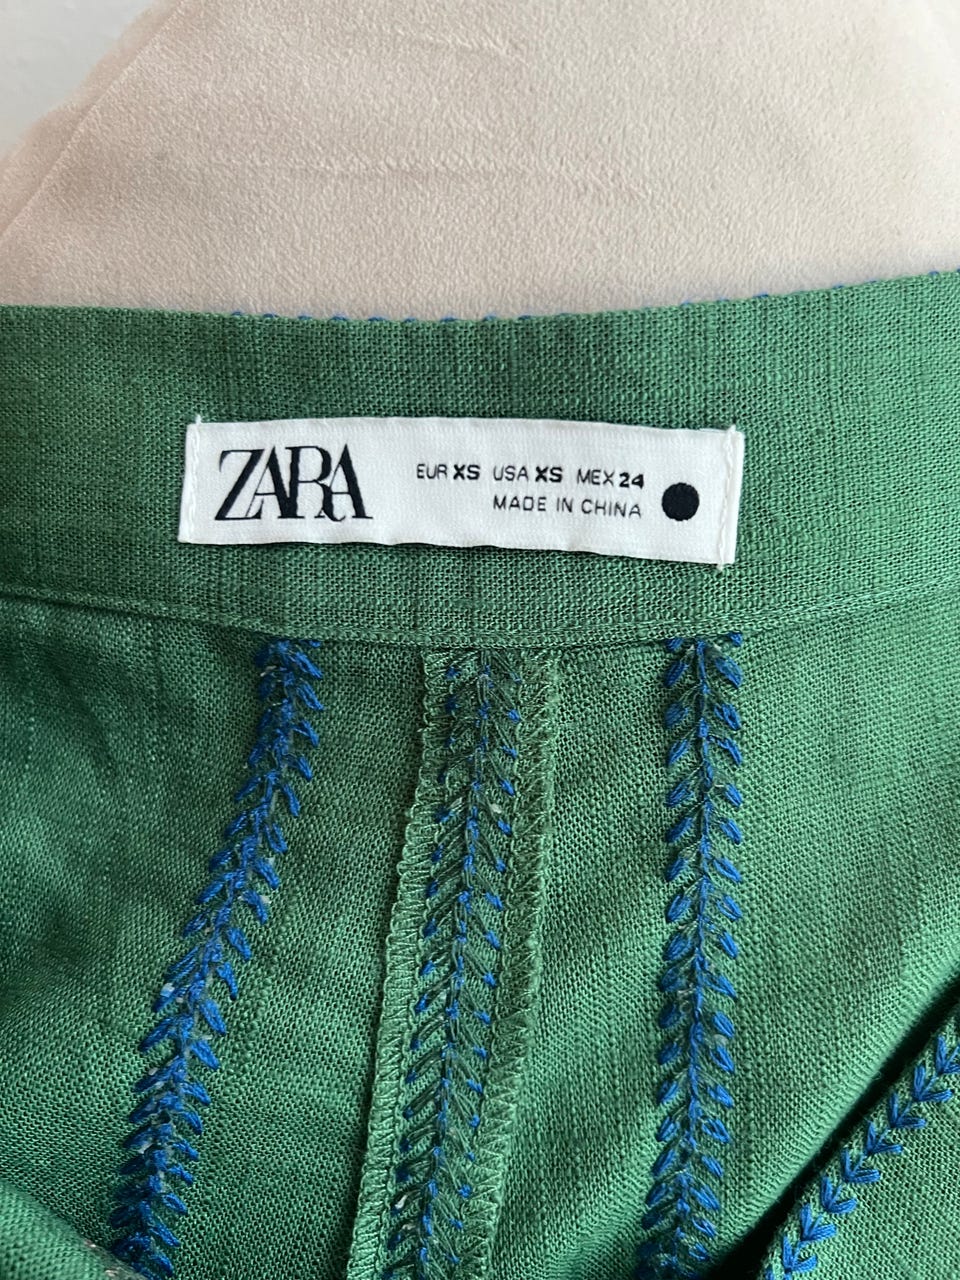 ZARA
EUR XS USA XS MEX 24
MADE IN CHINA